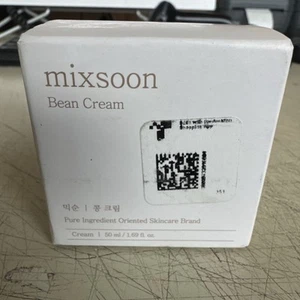 mixsoon
Bean Cream
믹순 | 콩 크림
Pure Ingredient Oriented Skincare Brand
Cream | 50 ml / 1.69 fl. oz.